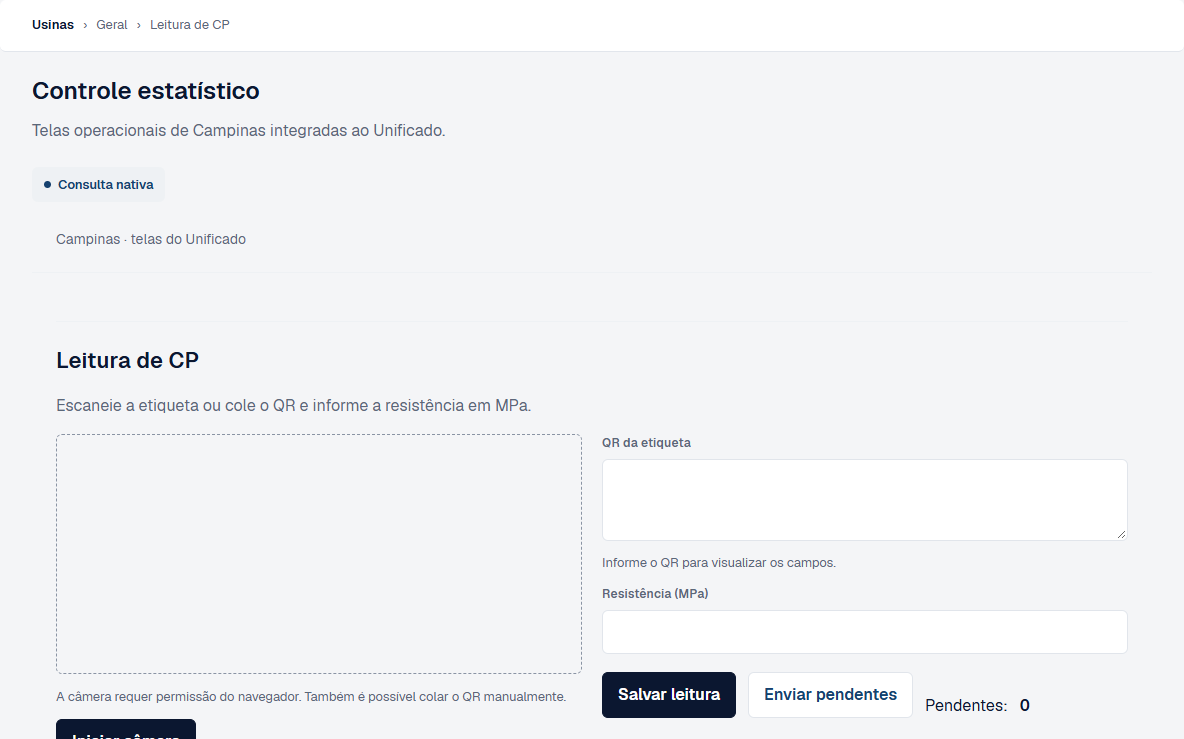 Usinas › Geral › Leitura de CP
Controle estatístico
Telas operacionais de Campinas integradas ao Unificado.
Consulta nativa
Campinas · telas do Unificado
Leitura de CP
Escaneie a etiqueta ou cole o QR e informe a resistência em MPa.
QR da etiqueta
Informe o QR para visualizar os campos.
Resistência (MPa)
A câmera requer permissão do navegador. Também é possível colar o QR manualmente.
Salvar leitura
Enviar pendentes
Pendentes: 0
Iniciar câmera